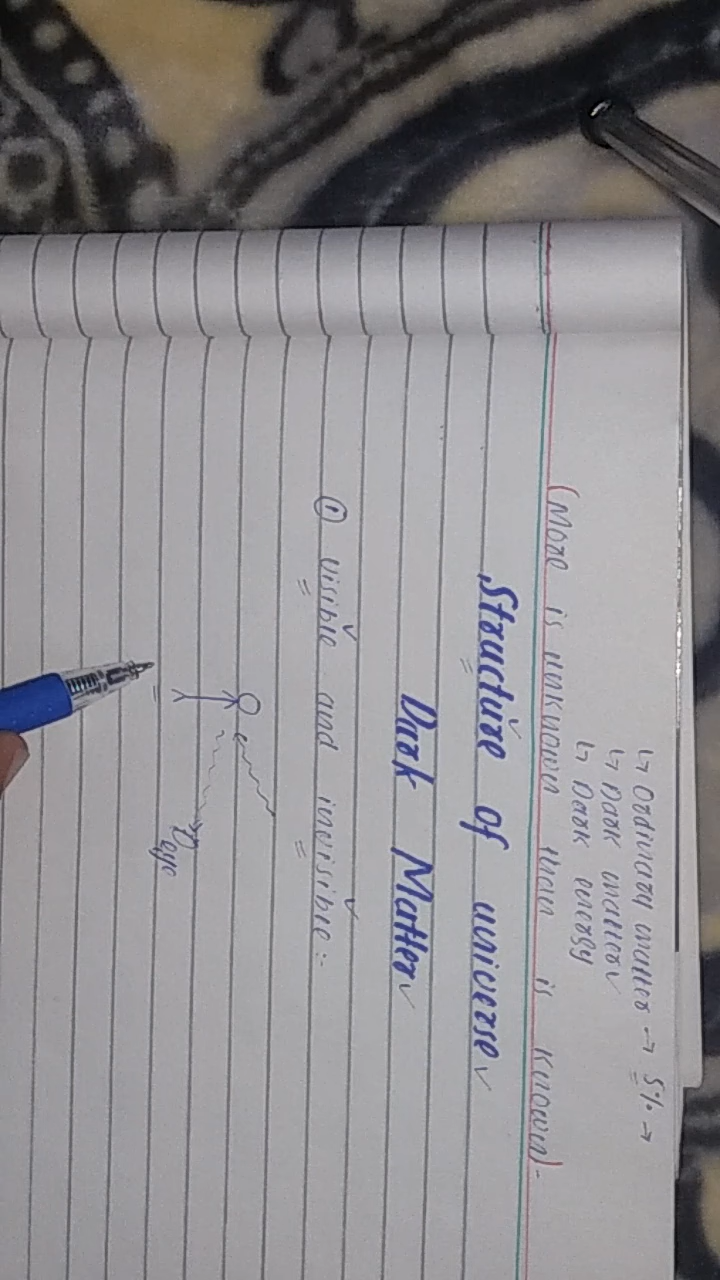 ↳ Ordinary matter → 5% →
↳ Dark matter ✓
↳ Dark energy
(More is unknown than is known) -
Structure of universe ✓
Dark Matter ✓
① visible and invisible :-
eye